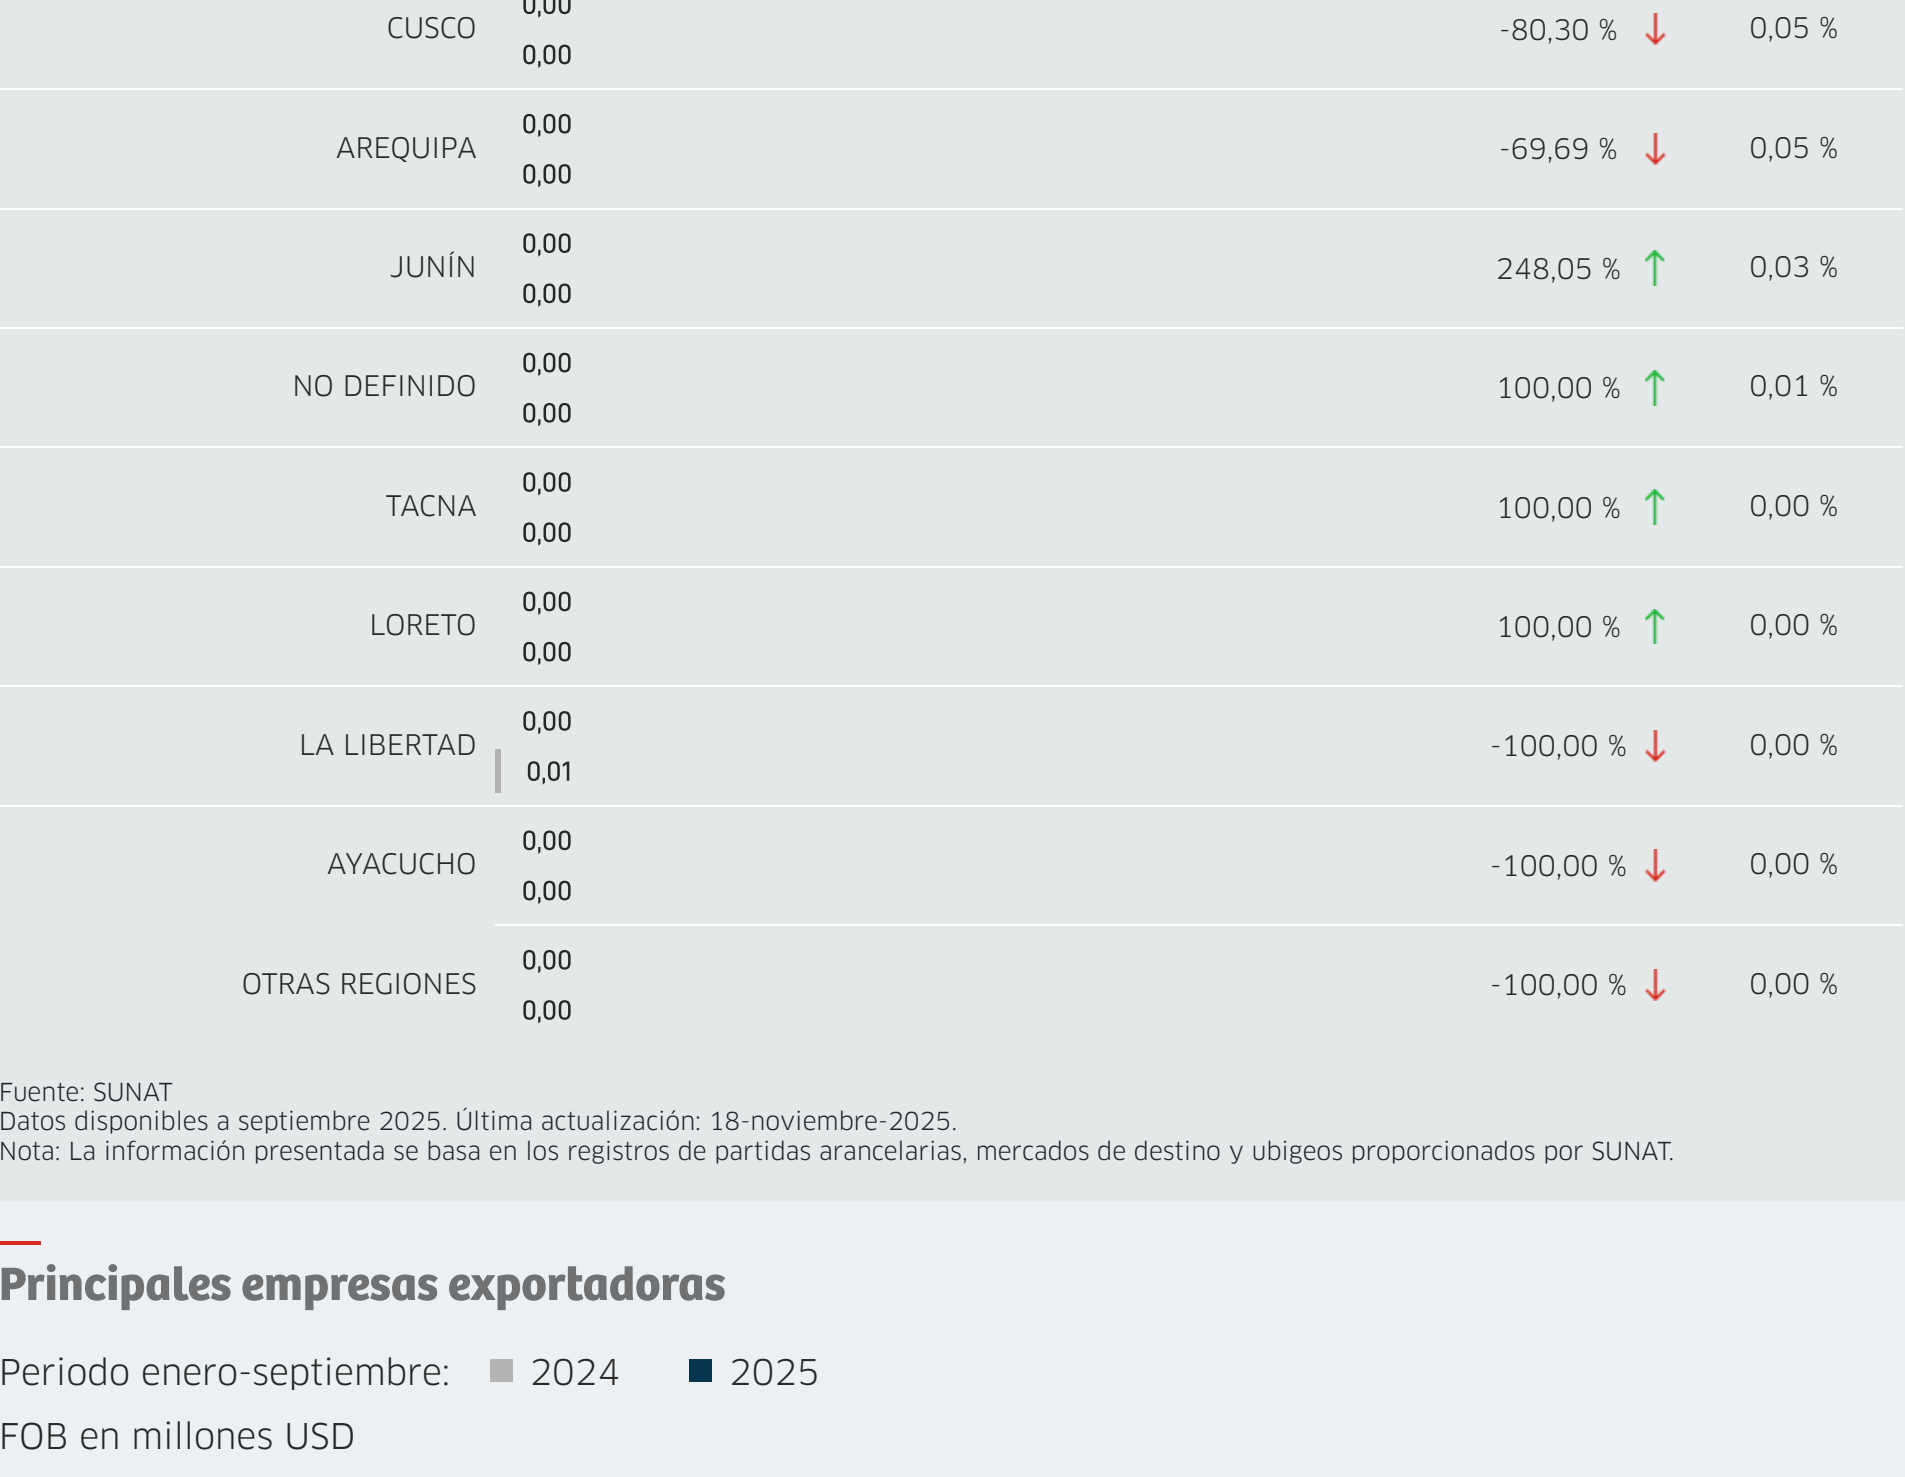 0,00
CUSCO -80,30 % 0,05 %
0,00
0,00
AREQUIPA -69,69 % 0,05 %
0,00
0,00
JUNÍN 248,05 % 0,03 %
0,00
0,00
NO DEFINIDO 100,00 % 0,01 %
0,00
0,00
TACNA 100,00 % 0,00 %
0,00
0,00
LORETO 100,00 % 0,00 %
0,00
0,00
LA LIBERTAD -100,00 % 0,00 %
0,01
0,00
AYACUCHO -100,00 % 0,00 %
0,00
0,00
OTRAS REGIONES -100,00 % 0,00 %
0,00
Fuente: SUNAT
Datos disponibles a septiembre 2025. Última actualización: 18-noviembre-2025.
Nota: La información presentada se basa en los registros de partidas arancelarias, mercados de destino y ubigeos proporcionados por SUNAT.
Principales empresas exportadoras
Periodo enero-septiembre: 2024 2025
FOB en millones USD